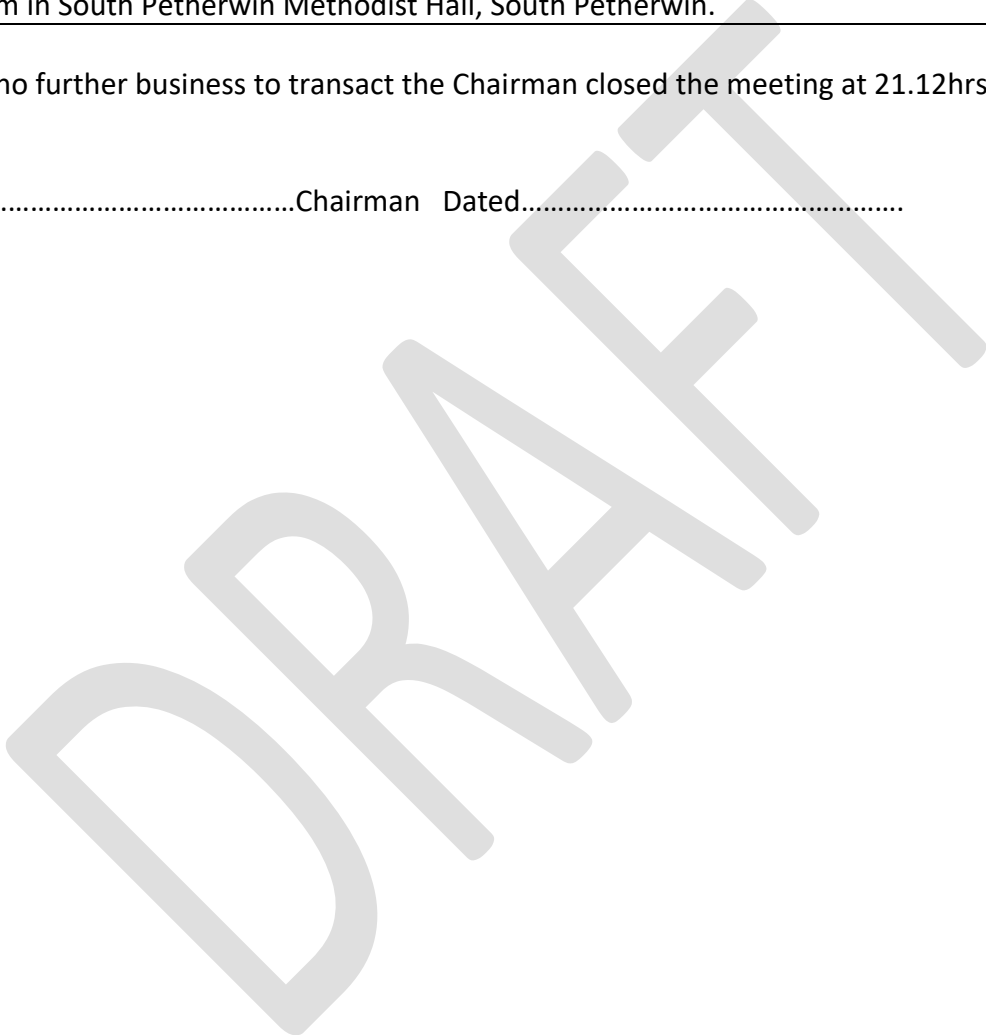 in South Petherwin Methodist Hall, South Petherwin.
no further business to transact the Chairman closed the meeting at 21.12hrs
……………………………………Chairman Dated…………………………………………….
DRAFT